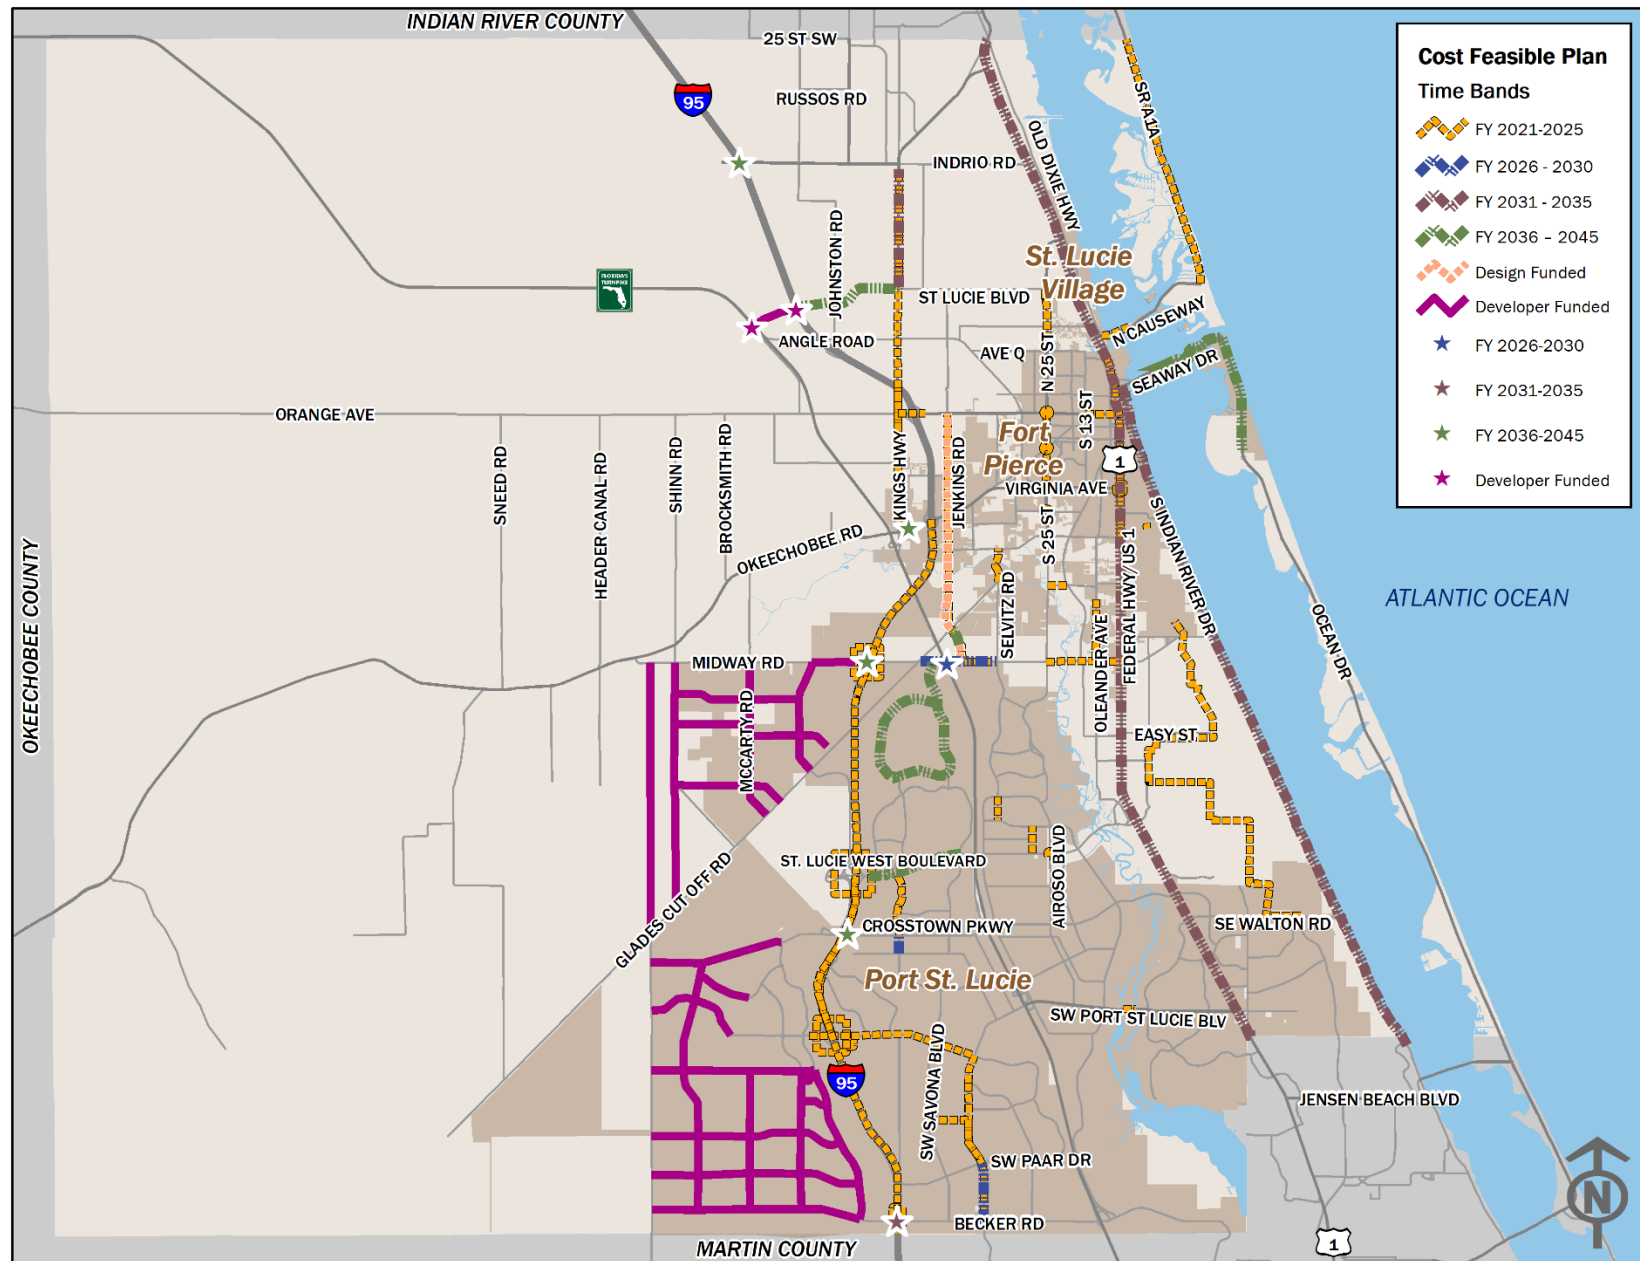 INDIAN RIVER COUNTY
25 ST SW
95
RUSSOS RD
INDRIO RD
OLD DIXIE HWY
SR A1A
Cost Feasible Plan
Time Bands
FY 2021-2025
FY 2026 - 2030
FY 2031 - 2035
FY 2036 – 2045
Design Funded
Developer Funded
FY 2026-2030
FY 2031-2035
FY 2036-2045
Developer Funded
JOHNSTON RD
St. Lucie
Village
FLORIDA'S
TURNPIKE
ST LUCIE BLVD
N CAUSEWAY
ANGLE ROAD
AVE Q
N 25 ST
SEAWAY DR
ORANGE AVE
S 13 ST
Fort
Pierce
1
SNEED RD
HEADER CANAL RD
SHINN RD
BROCKSMITH RD
KINGS HWY
JENKINS RD
VIRGINIA AVE
S 25 ST
S INDIAN RIVER DR
OKEECHOBEE RD
OKEECHOBEE COUNTY
SELVITZ RD
OLEANDER AVE
FEDERAL HWY/US 1
OCEAN DR
ATLANTIC OCEAN
MIDWAY RD
MCCARTY RD
EASY ST
GLADES CUT OFF RD
ST. LUCIE WEST BOULEVARD
AIROSO BLVD
CROSSTOWN PKWY
SE WALTON RD
Port St. Lucie
SW PORT ST LUCIE BLV
95
SW SAVONA BLVD
JENSEN BEACH BLVD
SW PAAR DR
BECKER RD
MARTIN COUNTY
1
N